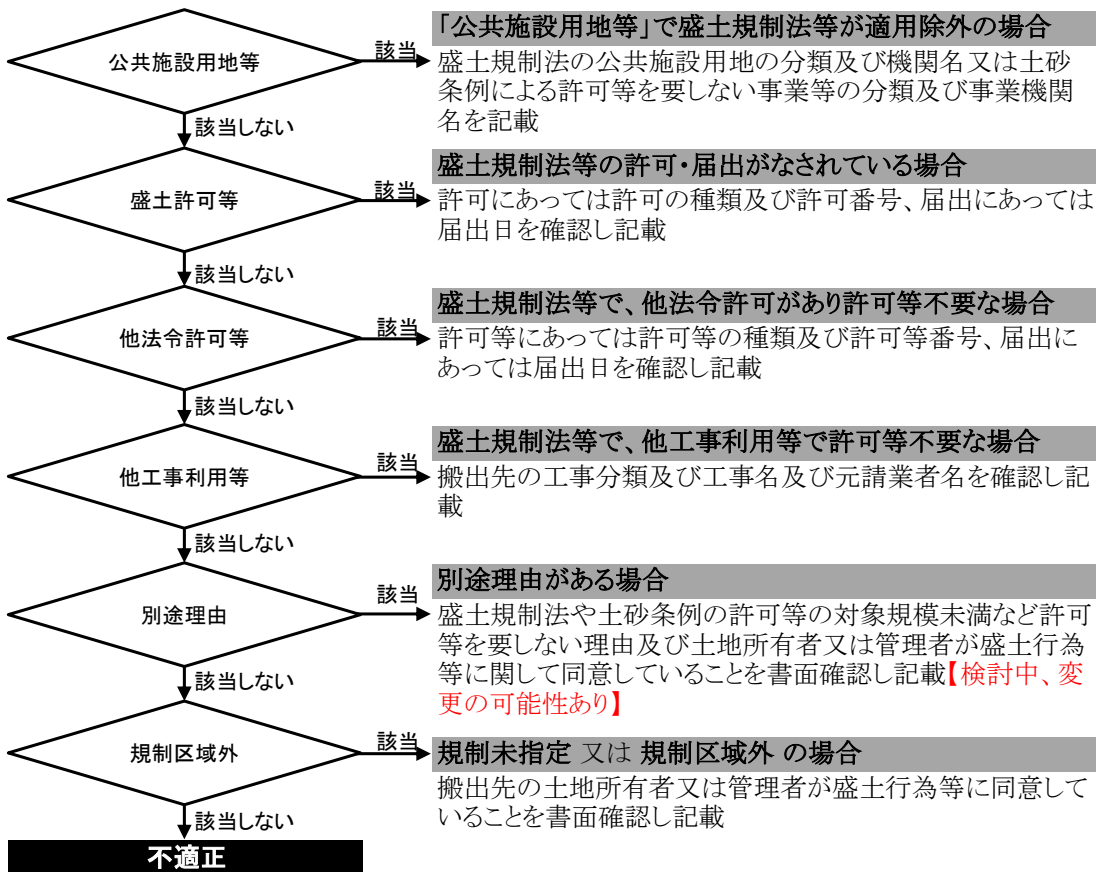 「公共施設用地等」で盛土規制法等が適用除外の場合
公共施設用地等
該当
盛土規制法の公共施設用地の分類及び機関名又は土砂
条例による許可等を要しない事業等の分類及び事業機関
名を記載
該当しない
盛土規制法等の許可・届出がなされている場合
盛土許可等
該当
許可にあっては許可の種類及び許可番号、届出にあっては
届出日を確認し記載
該当しない
盛土規制法等で、他法令許可があり許可等不要な場合
他法令許可等
該当
許可等にあっては許可等の種類及び許可等番号、届出に
あっては届出日を確認し記載
該当しない
盛土規制法等で、他工事利用等で許可等不要な場合
他工事利用等
該当
搬出先の工事分類及び工事名及び元請業者名を確認し記
載
該当しない
別途理由がある場合
別途理由
該当
盛土規制法や土砂条例の許可等の対象規模未満など許可
等を要しない理由及び土地所有者又は管理者が盛土行為
等に関して同意していることを書面確認し記載【検討中、変
更の可能性あり】
該当しない
規制未指定 又は 規制区域外 の場合
規制区域外
該当
搬出先の土地所有者又は管理者が盛土行為等に同意して
いることを書面確認し記載
該当しない
不適正